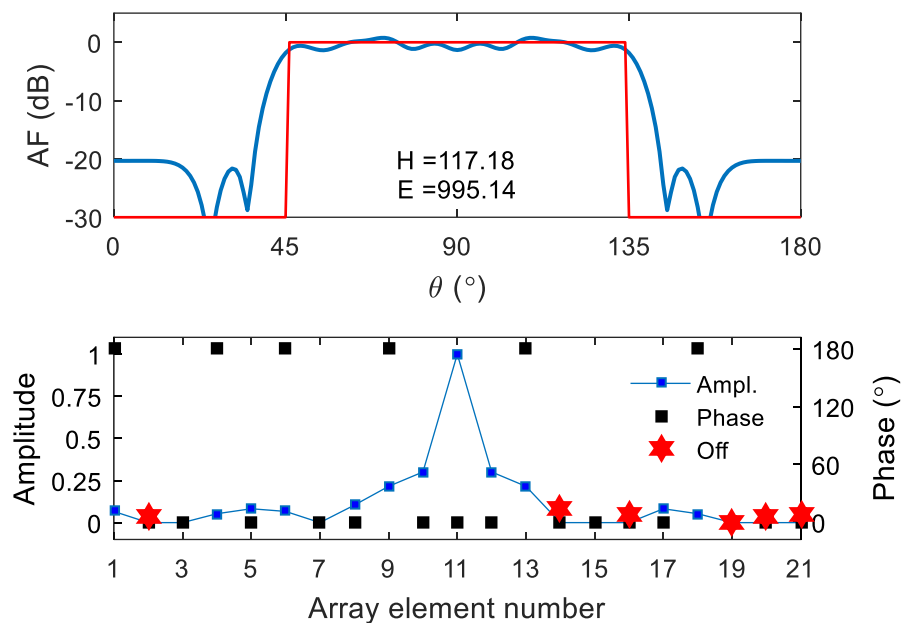 0
-10
-20
-30
AF (dB)
H =117.18
E =995.14
0 45 90 135 180
θ (°)
1
0.75
0.5
0.25
0
Amplitude
Ampl.
Phase
Off
180
120
60
0
Phase (°)
1 3 5 7 9 11 13 15 17 19 21
Array element number